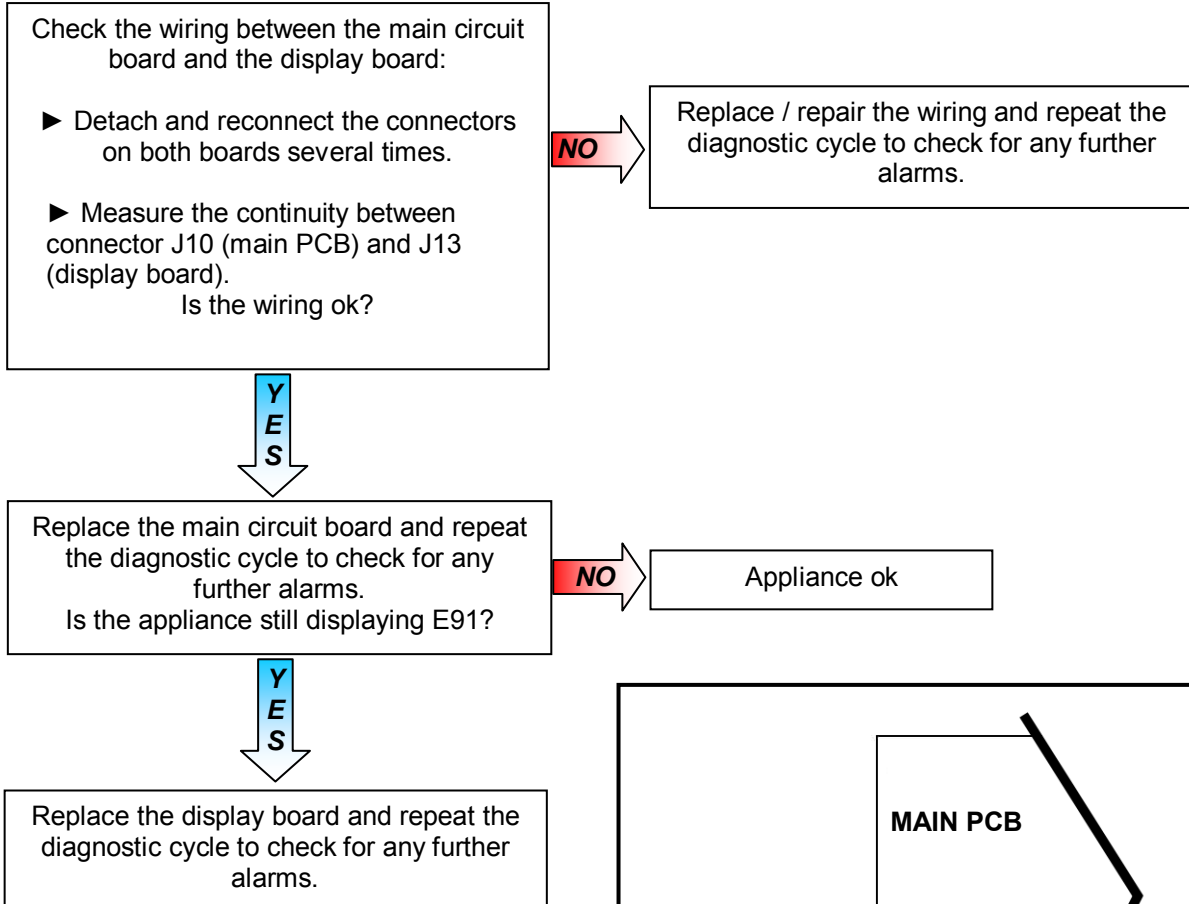 Check the wiring between the main circuit
board and the display board:
► Detach and reconnect the connectors
on both boards several times.
► Measure the continuity between
connector J10 (main PCB) and J13
(display board).
Is the wiring ok?
NO
Replace / repair the wiring and repeat the
diagnostic cycle to check for any further
alarms.
YES
Replace the main circuit board and repeat
the diagnostic cycle to check for any
further alarms.
Is the appliance still displaying E91?
NO
Appliance ok
YES
Replace the display board and repeat the
diagnostic cycle to check for any further
alarms.
MAIN PCB